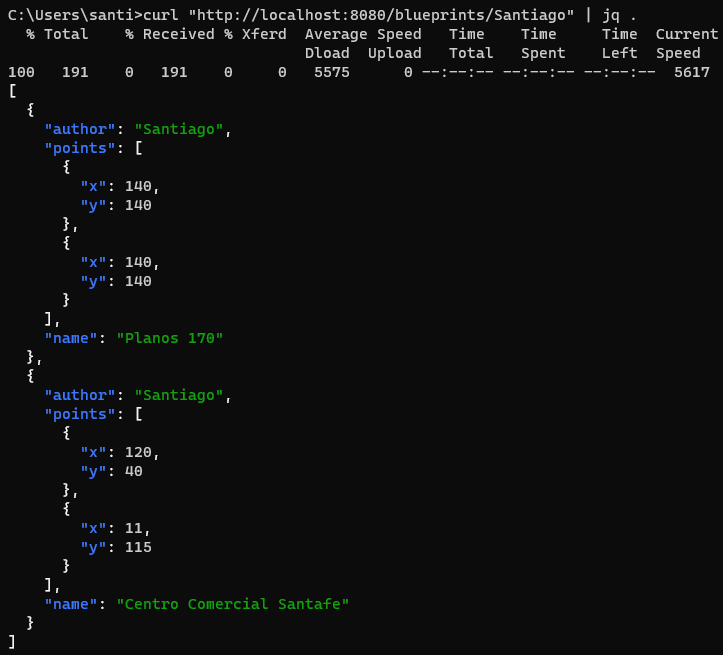 C:\Users\santi>curl "http://localhost:8080/blueprints/Santiago" | jq .
  % Total    % Received % Xferd  Average Speed   Time    Time     Time  Current
                                 Dload  Upload   Total   Spent    Left  Speed
100   191    0   191    0     0   5575      0 --:--:-- --:--:-- --:--:--  5617
[
  {
    "author": "Santiago",
    "points": [
      {
        "x": 140,
        "y": 140
      },
      {
        "x": 140,
        "y": 140
      }
    ],
    "name": "Planos 170"
  },
  {
    "author": "Santiago",
    "points": [
      {
        "x": 120,
        "y": 40
      },
      {
        "x": 11,
        "y": 115
      }
    ],
    "name": "Centro Comercial Santafe"
  }
]